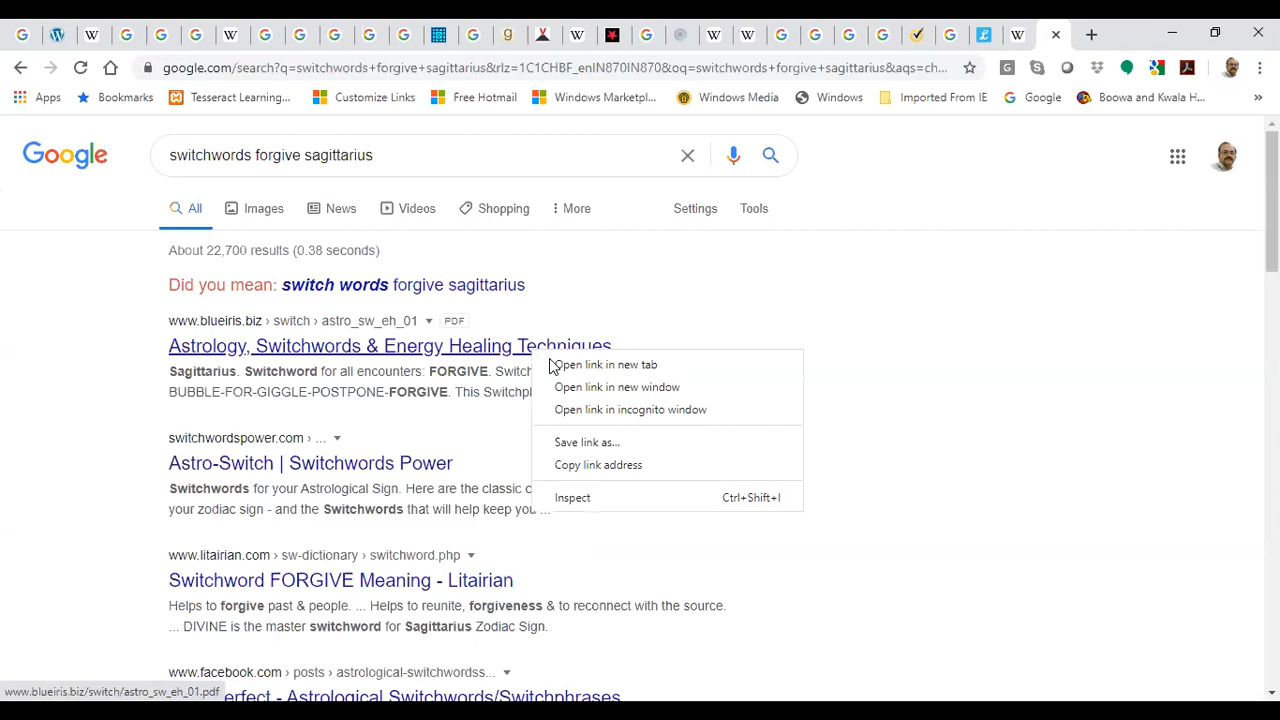 google.com/search?q=switchwords+forgive+sagittarius&rlz=1C1CHBF_enIN870IN870&oq=switchwords+forgive+sagittarius&aqs=ch...
Apps
Bookmarks
Tesseract Learning...
Customize Links
Free Hotmail
Windows Marketpl...
Windows Media
Windows
Imported From IE
Google
Boowa and Kwala H...
Google
switchwords forgive sagittarius
All
Images
News
Videos
Shopping
More
Settings
Tools
About 22,700 results (0.38 seconds)
Did you mean: switch words forgive sagittarius
www.blueiris.biz › switch › astro_sw_eh_01 PDF
Astrology, Switchwords & Energy Healing Techniques
Sagittarius. Switchword for all encounters: FORGIVE. Switch
BUBBLE-FOR-GIGGLE-POSTPONE-FORGIVE. This Switchp
Open link in new tab
Open link in new window
Open link in incognito window
Save link as...
Copy link address
Inspect Ctrl+Shift+I
switchwordspower.com › ...
Astro-Switch | Switchwords Power
Switchwords for your Astrological Sign. Here are the classic c
your zodiac sign - and the Switchwords that will help keep you ...
www.litairian.com › sw-dictionary › switchword.php
Switchword FORGIVE Meaning - Litairian
Helps to forgive past & people. ... Helps to reunite, forgiveness & to reconnect with the source.
... DIVINE is the master switchword for Sagittarius Zodiac Sign.
www.facebook.com › posts › astrological-switchwordss...
erfect - Astrological Switchwords/Switchphrases
www.blueiris.biz/switch/astro_sw_eh_01.pdf